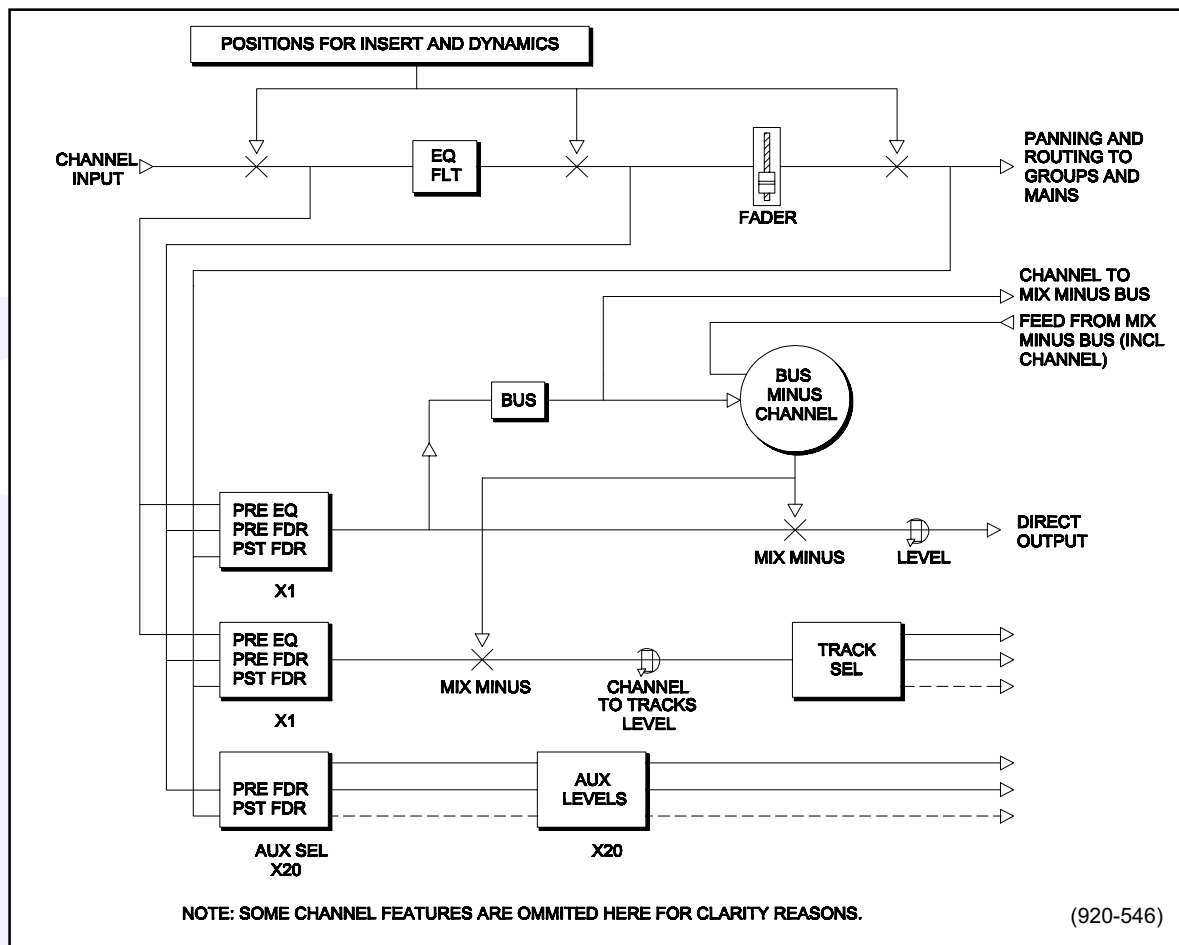 POSITIONS FOR INSERT AND DYNAMICS
CHANNEL
INPUT
EQ
FLT
FADER
PANNING AND
ROUTING TO
GROUPS AND
MAINS
CHANNEL TO
MIX MINUS BUS
FEED FROM MIX
MINUS BUS (INCL
CHANNEL)
BUS
BUS
MINUS
CHANNEL
PRE EQ
PRE FDR
PST FDR
X1
MIX MINUS
LEVEL
DIRECT
OUTPUT
PRE EQ
PRE FDR
PST FDR
X1
MIX MINUS
CHANNEL
TO TRACKS
LEVEL
TRACK
SEL
PRE FDR
PST FDR
AUX SEL
X20
AUX
LEVELS
X20
NOTE: SOME CHANNEL FEATURES ARE OMMITED HERE FOR CLARITY REASONS.
(920-546)